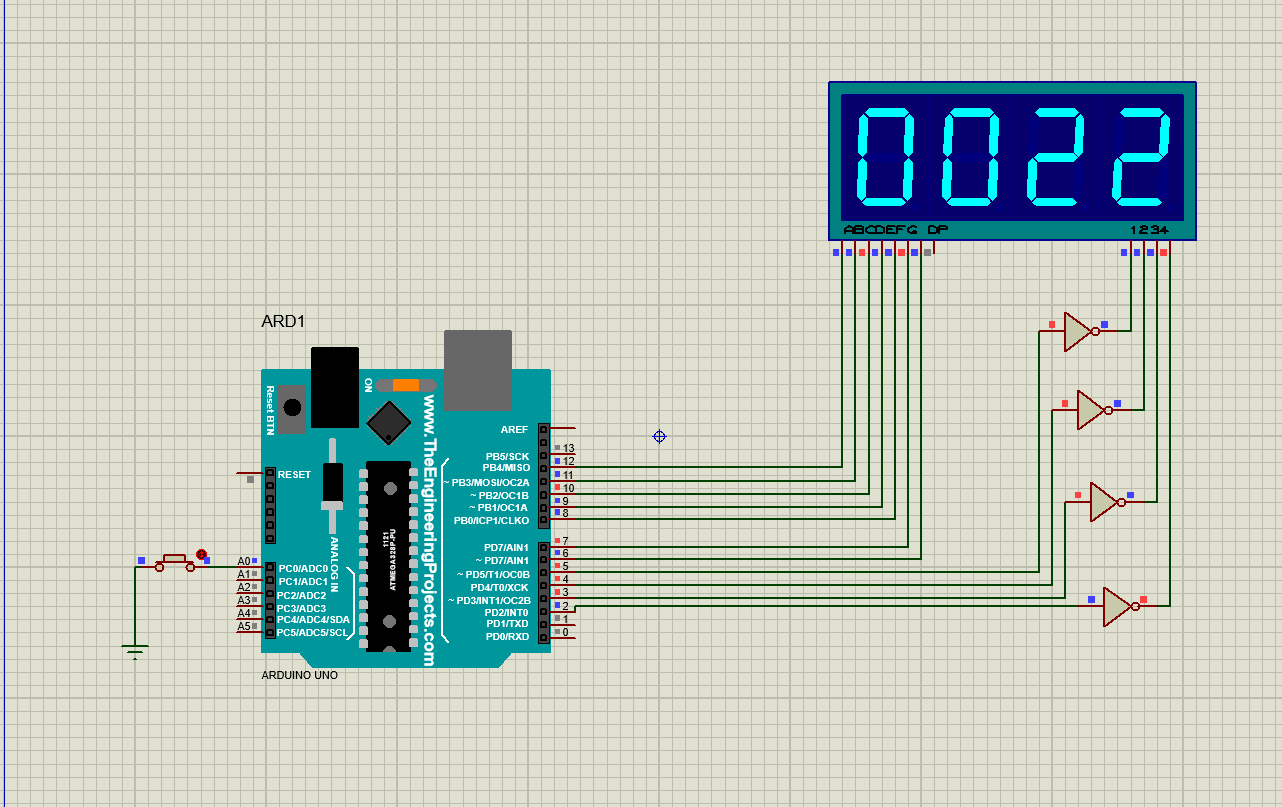 0022
ABCDEFG DP
1234
ARD1
Reset BTN
ON
www.TheEngineeringProjects.com
AREF
13
PB5/SCK
12
PB4/MISO
11
~ PB3/MOSI/OC2A
10
~ PB2/OC1B
9
~ PB1/OC1A
8
PB0/ICP1/CLKO
7
PD7/AIN1
6
~ PD7/AIN1
5
~ PD5/T1/OC0B
4
PD4/T0/XCK
3
~ PD3/INT1/OC2B
2
PD2/INT0
1
PD1/TXD
0
PD0/RXD
RESET
1121
ATMEGA328P-PU
ANALOG IN
A0
PC0/ADC0
A1
PC1/ADC1
A2
PC2/ADC2
A3
PC3/ADC3
A4
PC4/ADC4/SDA
A5
PC5/ADC5/SCL
ARDUINO UNO